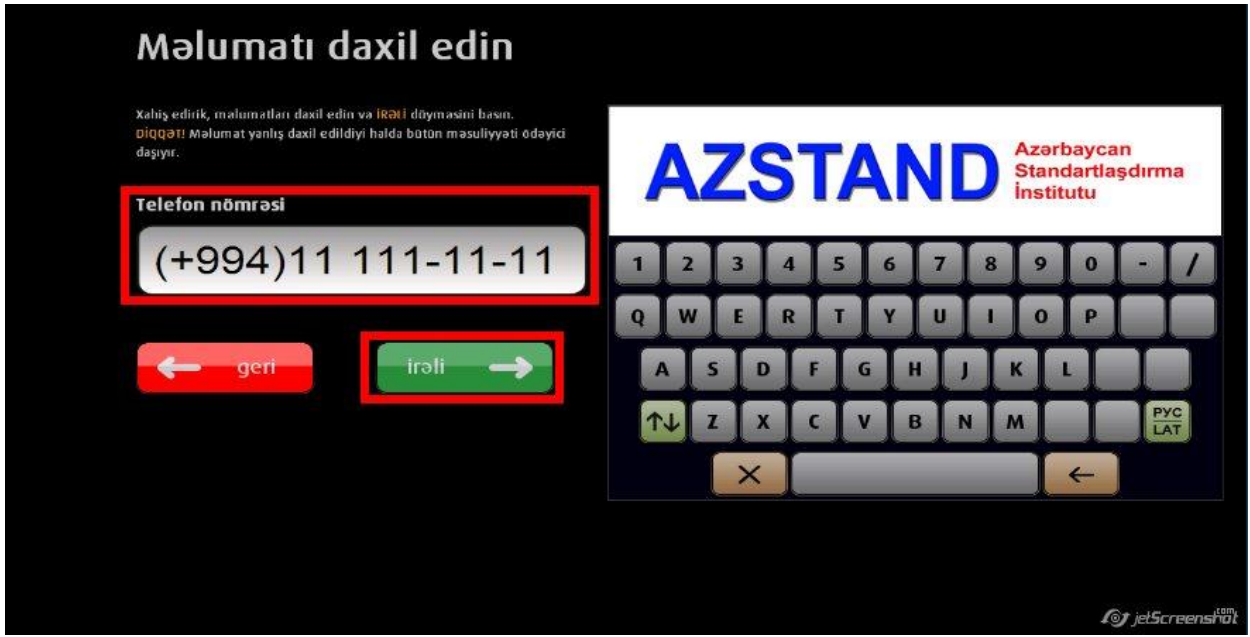 Məlumatı daxil edin
Xahiş edirik, məlumatları daxil edin və İRƏLİ düyməsini basın.
DİQQƏT! Məlumat yanlış daxil edildiyi halda bütün məsuliyyəti ödəyici
daşıyır.
Telefon nömrəsi
(+994)11 111-11-11
geri
irəli
AZSTAND
Azərbaycan
Standartlaşdırma
İnstitutu
1 2 3 4 5 6 7 8 9 0 - /
Q W E R T Y U I O P
A S D F G H J K L
Z X C V B N M
РУС
LAT
jetScreenshot.com